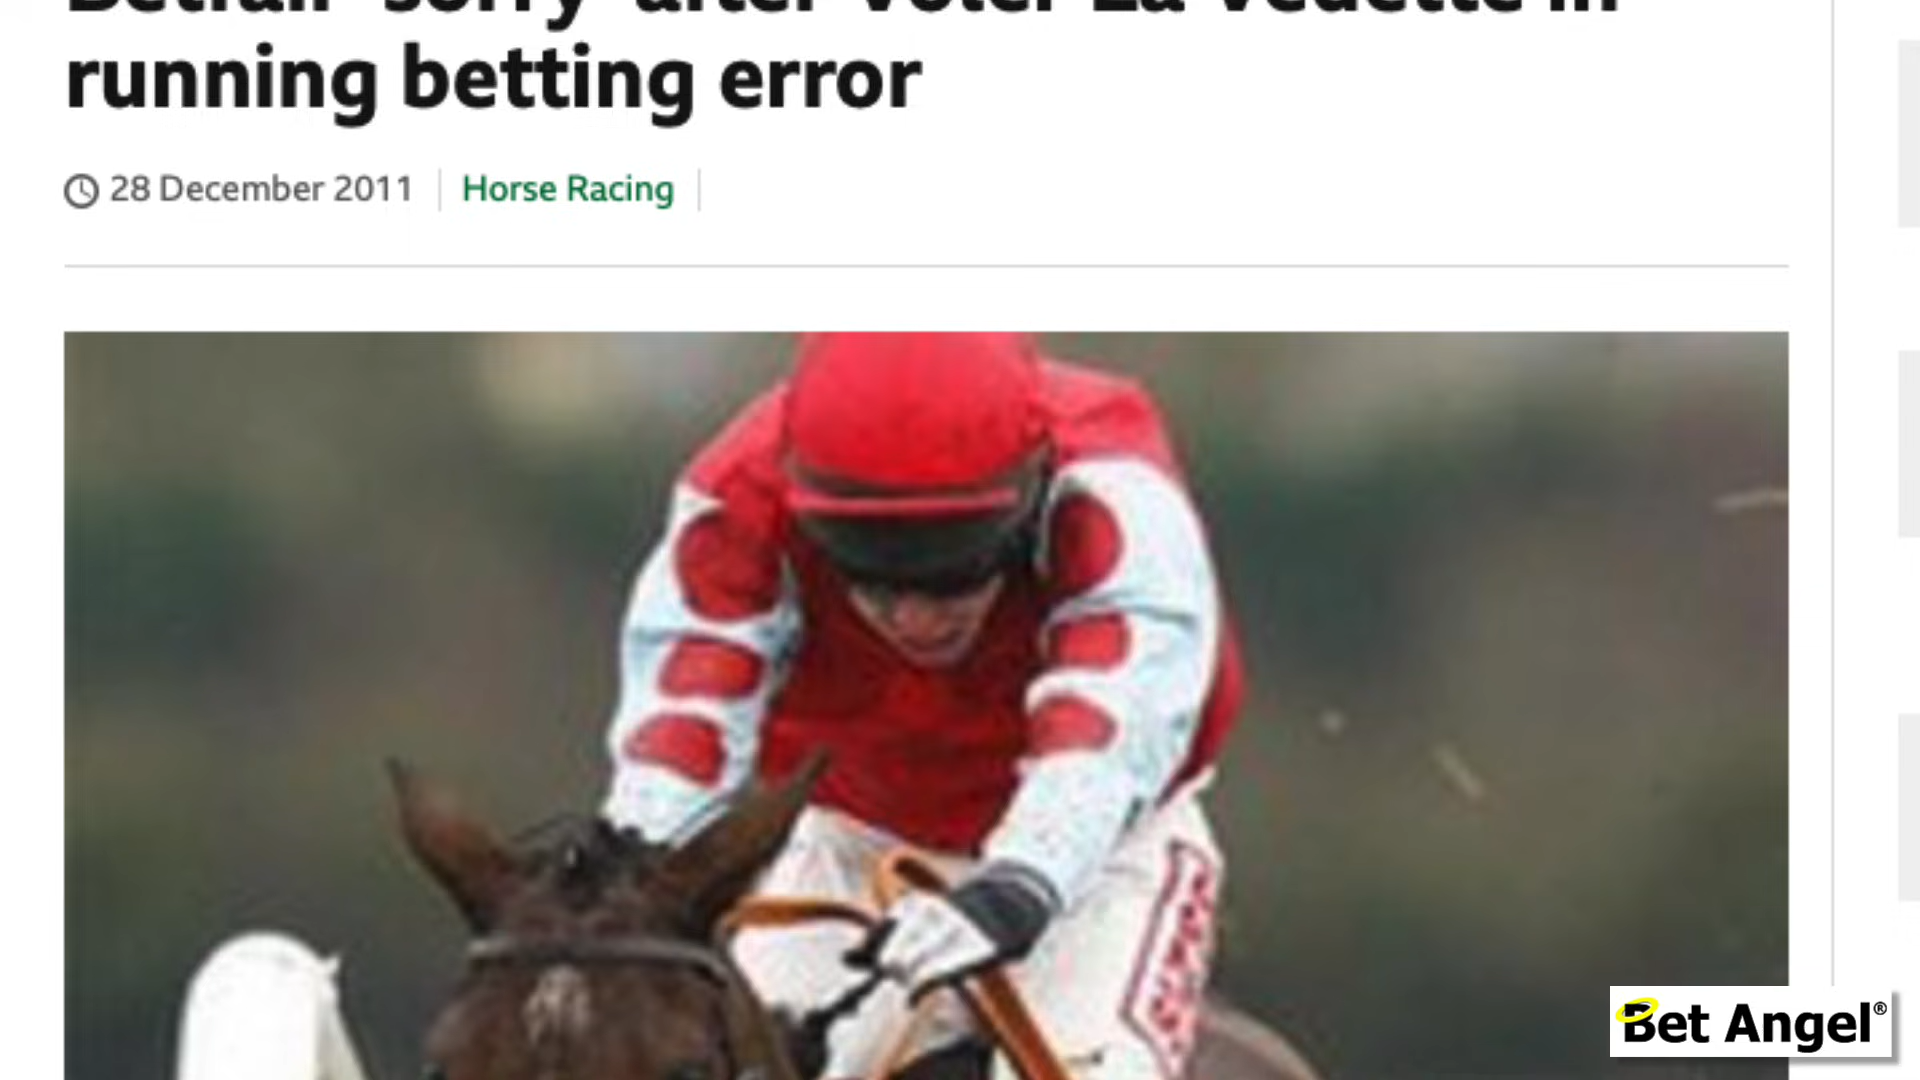 running betting error
28 December 2011
Horse Racing
Bet Angel®